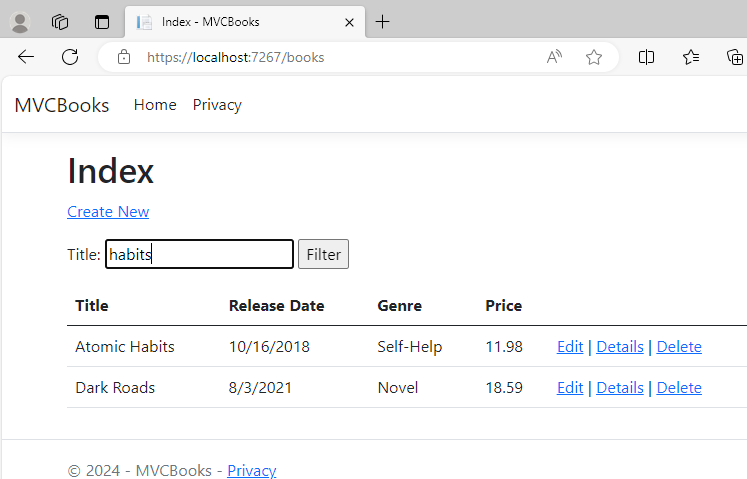 Index - MVCBooks
https://localhost:7267/books
MVCBooks Home Privacy
Index
Create New
Title: habits Filter
Title Release Date Genre Price
Atomic Habits 10/16/2018 Self-Help 11.98 Edit | Details | Delete
Dark Roads 8/3/2021 Novel 18.59 Edit | Details | Delete
© 2024 - MVCBooks - Privacy